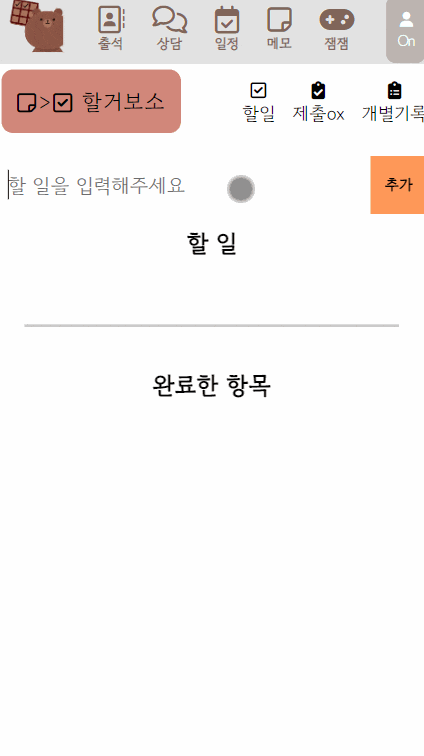 출석 상담 일정 메모 잼잼 On
> 할거보소
할일 제출ox 개별기록
할 일을 입력해주세요 추가
할 일
완료한 항목